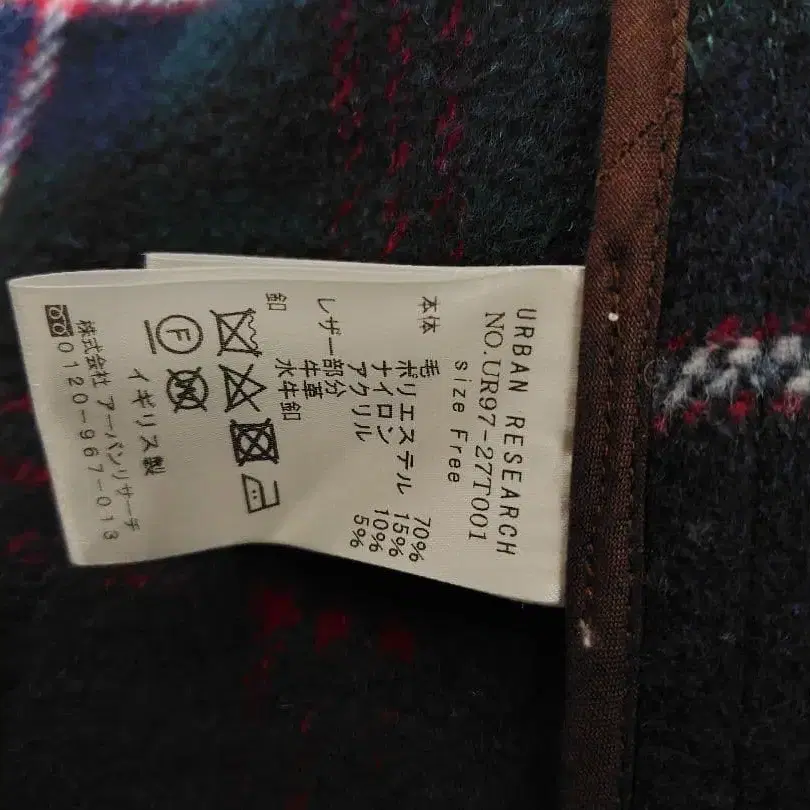 URBAN RESEARCH
NO.UR97-27T001
size Free
本体 毛 70%
ポリエステル 15%
ナイロン 10%
アクリル 5%
レザー部分 牛革
釦 水牛釦
F
イギリス製
株式会社 アーバンリサーチ
0120-967-013